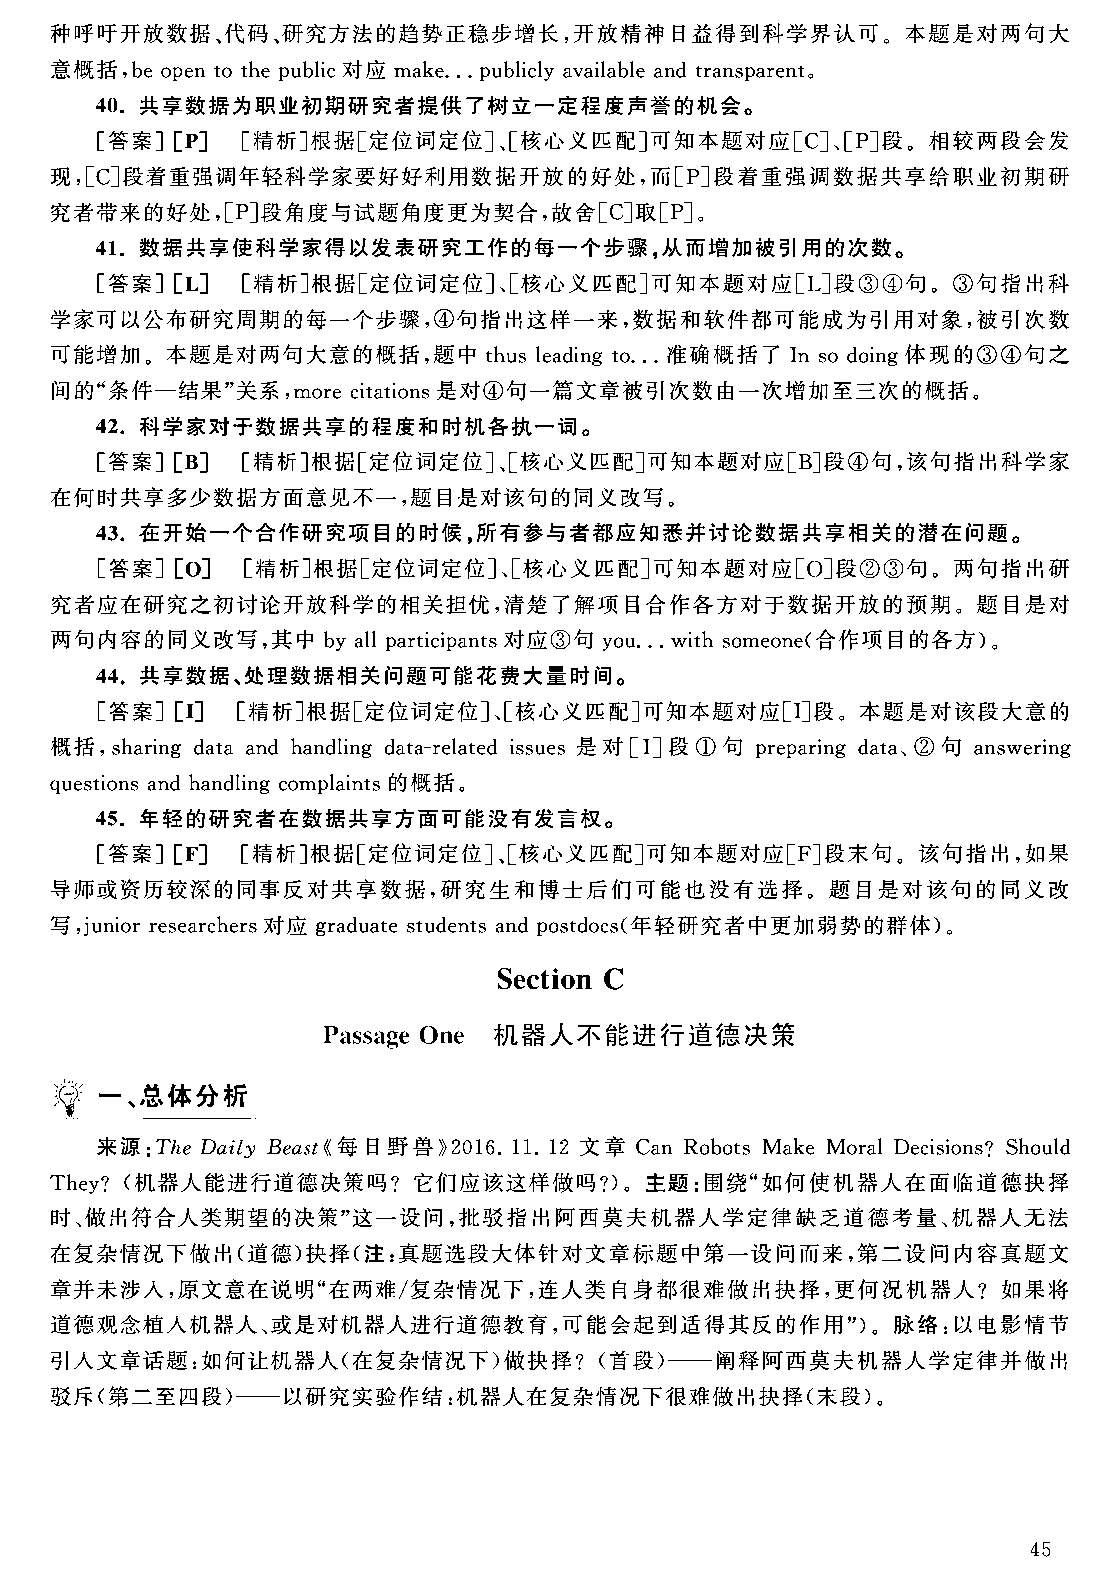 种呼吁开放数据、代码、研究方法的趋势正稳步增长,开放精神日益得到科学界认可。本题是对两句大
意概括,be open to the public 对应 make... publicly available and transparent。
40. 共享数据为职业初期研究者提供了树立一定程度声誉的机会。
[答案][P] [精析]根据[定位词定位]、[核心义匹配]可知本题对应[C]、[P]段。相较两段会发
现,[C]段着重强调年轻科学家要好好利用数据开放的好处,而[P]段着重强调数据共享给职业初期研
究者带来的好处,[P]段角度与试题角度更为契合,故舍[C]取[P]。
41. 数据共享使科学家得以发表研究工作的每一个步骤,从而增加被引用的次数。
[答案][L] [精析]根据[定位词定位]、[核心义匹配]可知本题对应[L]段③④句。③句指出科
学家可以公布研究周期的每一个步骤,④句指出这样一来,数据和软件都可能成为引用对象,被引次数
可能增加。本题是对两句大意的概括,题中 thus leading to... 准确概括了 In so doing 体现的③④句之
间的“条件—结果”关系,more citations 是对④句一篇文章被引次数由一次增加至三次的概括。
42. 科学家对于数据共享的程度和时机各执一词。
[答案][B] [精析]根据[定位词定位]、[核心义匹配]可知本题对应[B]段④句,该句指出科学家
在何时共享多少数据方面意见不一,题目是对该句的同义改写。
43. 在开始一个合作研究项目的时候,所有参与者都应知悉并讨论数据共享相关的潜在问题。
[答案][O] [精析]根据[定位词定位]、[核心义匹配]可知本题对应[O]段②③句。两句指出研
究者应在研究之初讨论开放科学的相关担忧,清楚了解项目合作各方对于数据开放的预期。题目是对
两句内容的同义改写,其中 by all participants 对应③句 you... with someone(合作项目的各方)。
44. 共享数据、处理数据相关问题可能花费大量时间。
[答案][I] [精析]根据[定位词定位]、[核心义匹配]可知本题对应[I]段。本题是对该段大意的
概括,sharing data and handling data-related issues 是对[I]段①句 preparing data、②句 answering
questions and handling complaints 的概括。
45. 年轻的研究者在数据共享方面可能没有发言权。
[答案][F] [精析]根据[定位词定位]、[核心义匹配]可知本题对应[F]段末句。该句指出,如果
导师或资历较深的同事反对共享数据,研究生和博士后们可能也没有选择。题目是对该句的同义改
写,junior researchers 对应 graduate students and postdocs(年轻研究者中更加弱势的群体)。
Section C
Passage One 机器人不能进行道德决策
一、总体分析
来源:The Daily Beast《每日野兽》2016. 11. 12 文章 Can Robots Make Moral Decisions? Should
They? (机器人能进行道德决策吗?它们应该这样做吗?)。主题:围绕“如何使机器人在面临道德抉择
时、做出符合人类期望的决策”这一设问,批驳指出阿西莫夫机器人学定律缺乏道德考量、机器人无法
在复杂情况下做出(道德)抉择(注:真题选段大体针对文章标题中第一设问而来,第二设问内容真题文
章并未涉入,原文意在说明“在两难/复杂情况下,连人类自身都很难做出抉择,更何况机器人?如果将
道德观念植入机器人、或是对机器人进行道德教育,可能会起到适得其反的作用”)。脉络:以电影情节
引入文章话题:如何让机器人(在复杂情况下)做抉择?(首段)——阐释阿西莫夫机器人学定律并做出
驳斥(第二至四段)——以研究实验作结:机器人在复杂情况下很难做出抉择(末段)。
45